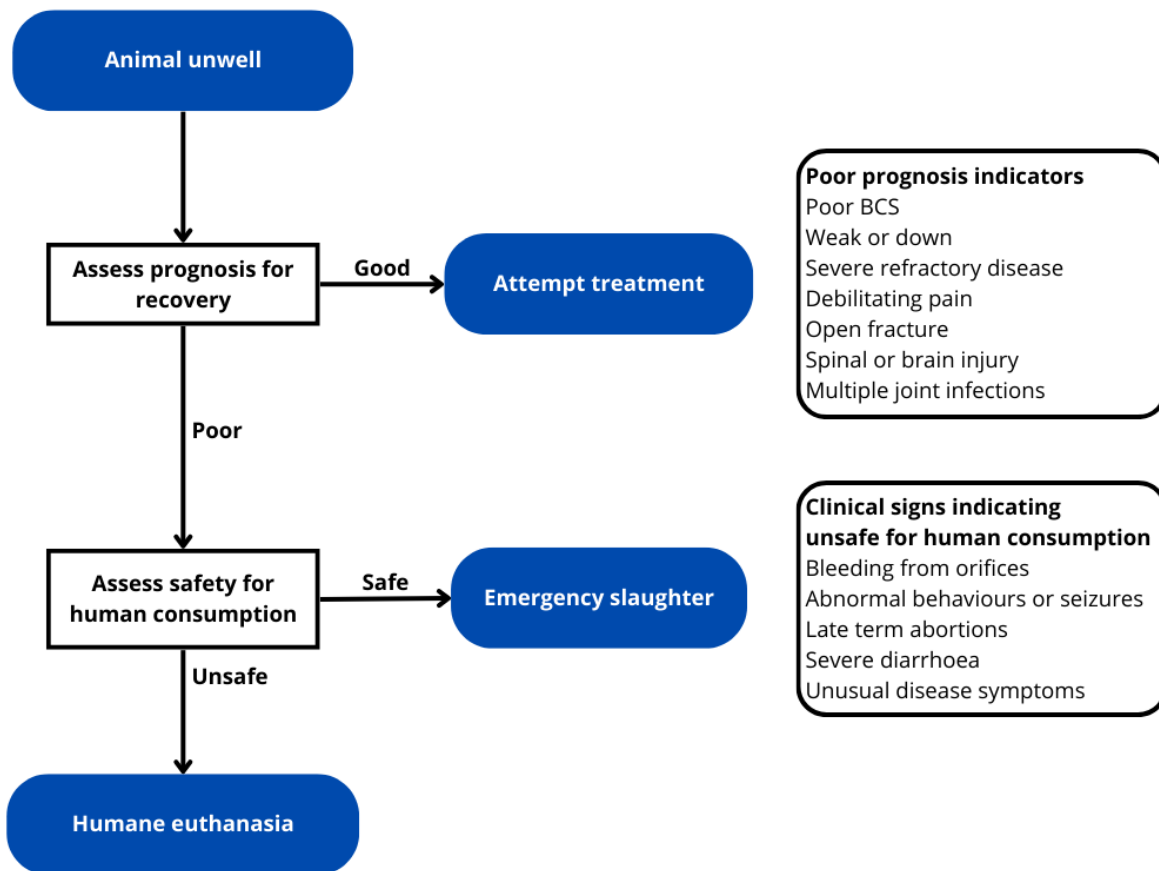 Animal unwell
Assess prognosis for
recovery
Good
Attempt treatment
Poor
Assess safety for
human consumption
Safe
Emergency slaughter
Unsafe
Humane euthanasia
Poor prognosis indicators
Poor BCS
Weak or down
Severe refractory disease
Debilitating pain
Open fracture
Spinal or brain injury
Multiple joint infections
Clinical signs indicating
unsafe for human consumption
Bleeding from orifices
Abnormal behaviours or seizures
Late term abortions
Severe diarrhoea
Unusual disease symptoms